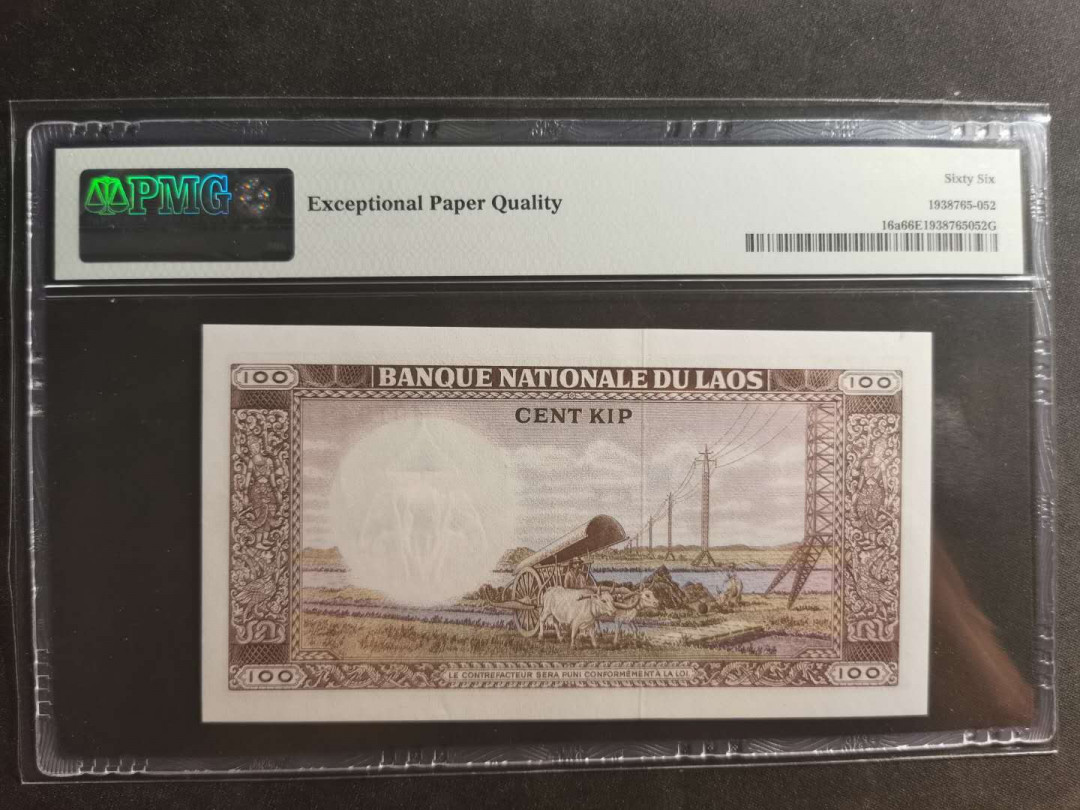 PMG
Exceptional Paper Quality
Sixty Six
1938765-052
16a66E1938765052G
100
BANQUE NATIONALE DU LAOS
100
CENT KIP
100
LE CONTREFACTEUR SERA PUNI CONFORMÉMENT A LA LOI
100